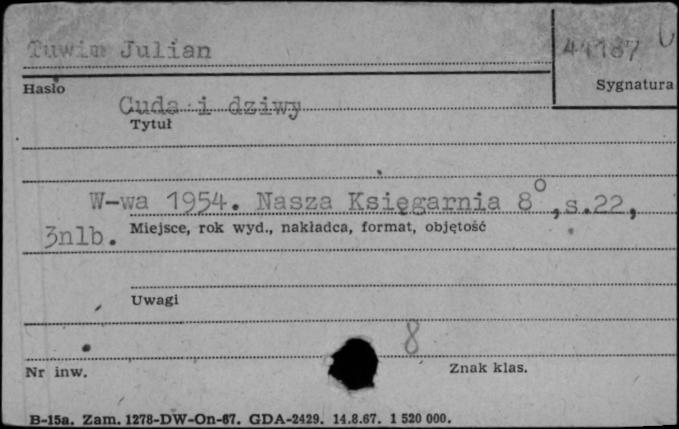 Tuwim Julian 44187 U
Hasło Sygnatura
Cuda i dziwy
Tytuł
W-wa 1954. Nasza Księgarnia 8°, s.22,
3nlb. Miejsce, rok wyd., nakładca, format, objętość
Uwagi
8
Nr inw. Znak klas.
B-15a. Zam. 1278-DW-On-67. GDA-2429. 14.8.67. 1 520 000.